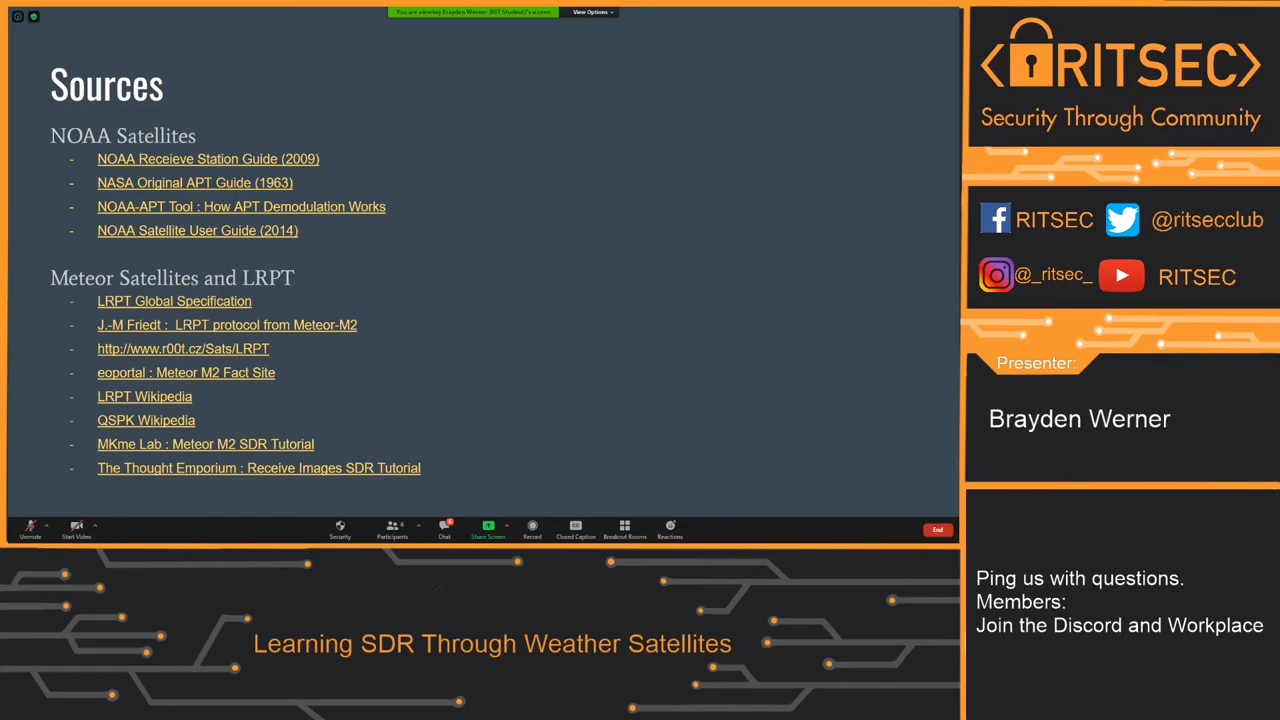 You are viewing Brayden Werner (RIT Student)'s screen
View Options
Sources
NOAA Satellites
- NOAA Receieve Station Guide (2009)
- NASA Original APT Guide (1963)
- NOAA-APT Tool : How APT Demodulation Works
- NOAA Satellite User Guide (2014)
Meteor Satellites and LRPT
- LRPT Global Specification
- J.-M Friedt : LRPT protocol from Meteor-M2
- http://www.r00t.cz/Sats/LRPT
- eoportal : Meteor M2 Fact Site
- LRPT Wikipedia
- QSPK Wikipedia
- MKme Lab : Meteor M2 SDR Tutorial
- The Thought Emporium : Receive Images SDR Tutorial
Unmute
Start Video
Security
Participants
6
Chat
Share Screen
Record
CC
Closed Caption
Breakout Rooms
Reactions
End
Learning SDR Through Weather Satellites
<RITSEC>
Security Through Community
RITSEC
@ritsecclub
@_ritsec_
RITSEC
Presenter:
Brayden Werner
Ping us with questions.
Members:
Join the Discord and Workplace